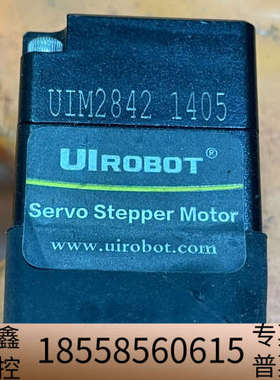 UIM2842 1405
UIROBOT®
Servo Stepper Motor
www.uirobot.com
鑫 专
18558560615
控 普